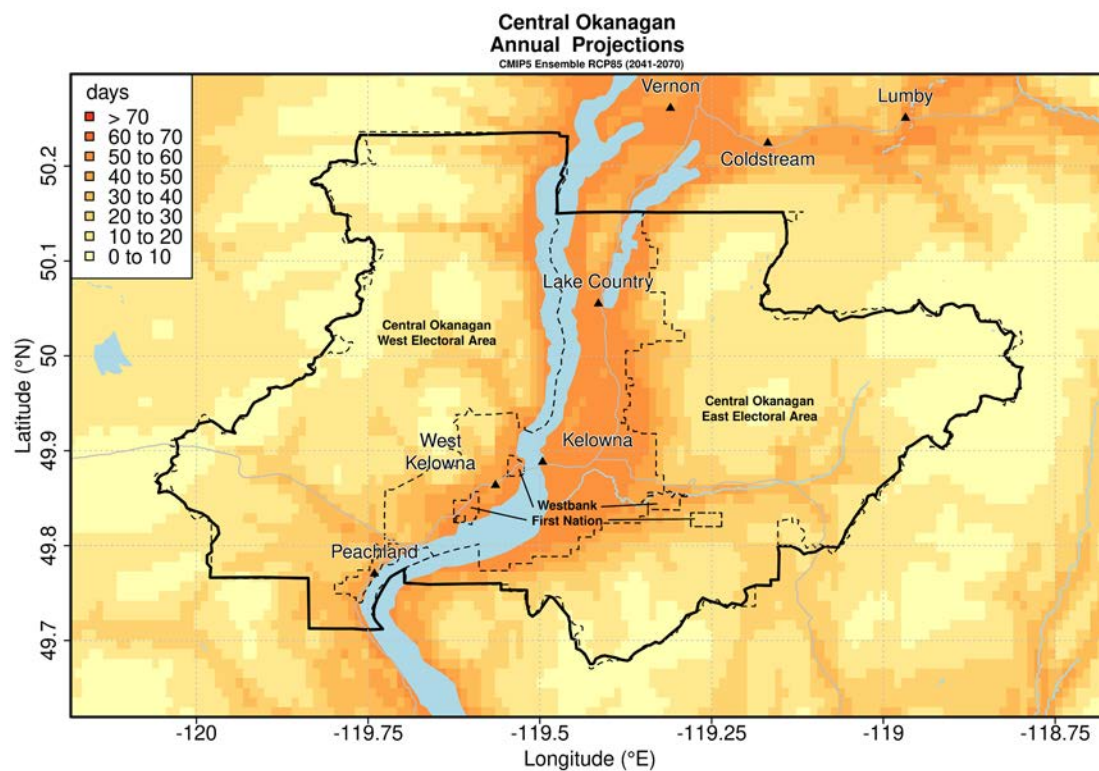 Central Okanagan
Annual Projections
CMIP5 Ensemble RCP85 (2041-2070)
days
> 70
60 to 70
50 to 60
40 to 50
30 to 40
20 to 30
10 to 20
0 to 10
Vernon
Lumby
Coldstream
Lake Country
Central Okanagan
West Electoral Area
Central Okanagan
East Electoral Area
West
Kelowna
Kelowna
Westbank
First Nation
Peachland
50.2
50.1
50
49.9
49.8
49.7
Latitude (°N)
-120
-119.75
-119.5
-119.25
-119
-118.75
Longitude (°E)